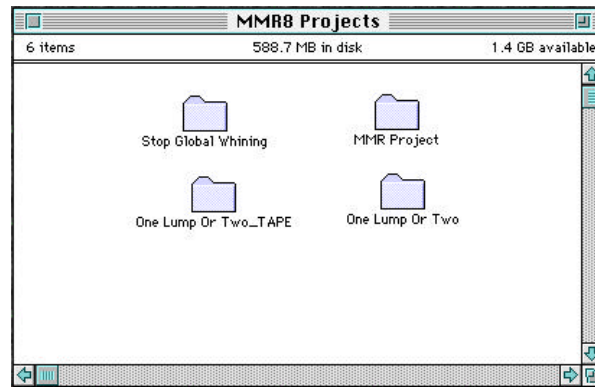 MMR8 Projects
6 items 588.7 MB in disk 1.4 GB available
Stop Global Whining MMR Project
One Lump Or Two_TAPE One Lump Or Two